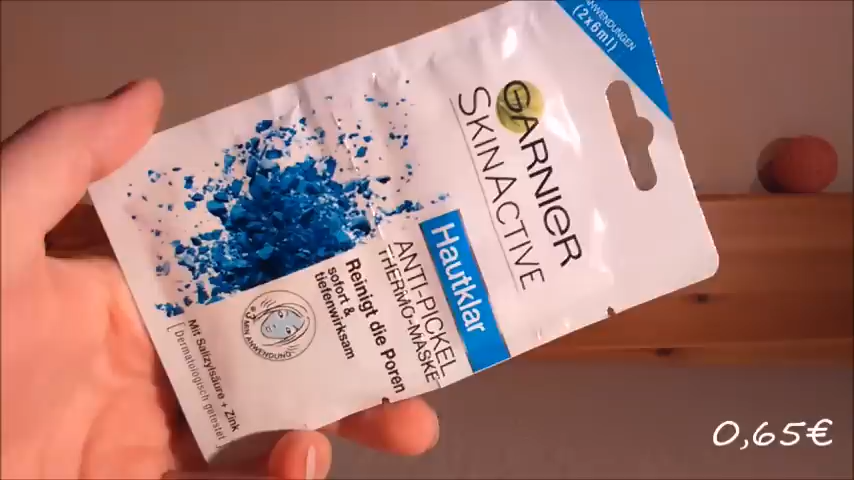 ANWENDUNGEN
(2x6ml)
GARNIER
SKINACTIVE
Hautklar
ANTI-PICKEL
THERMO-MASKE
Reinigt die Poren
sofort &
tiefenwirksam
MIN ANWENDUNG
Mit Salizylsäure + Zink
Dermatologisch getestet
0,65€